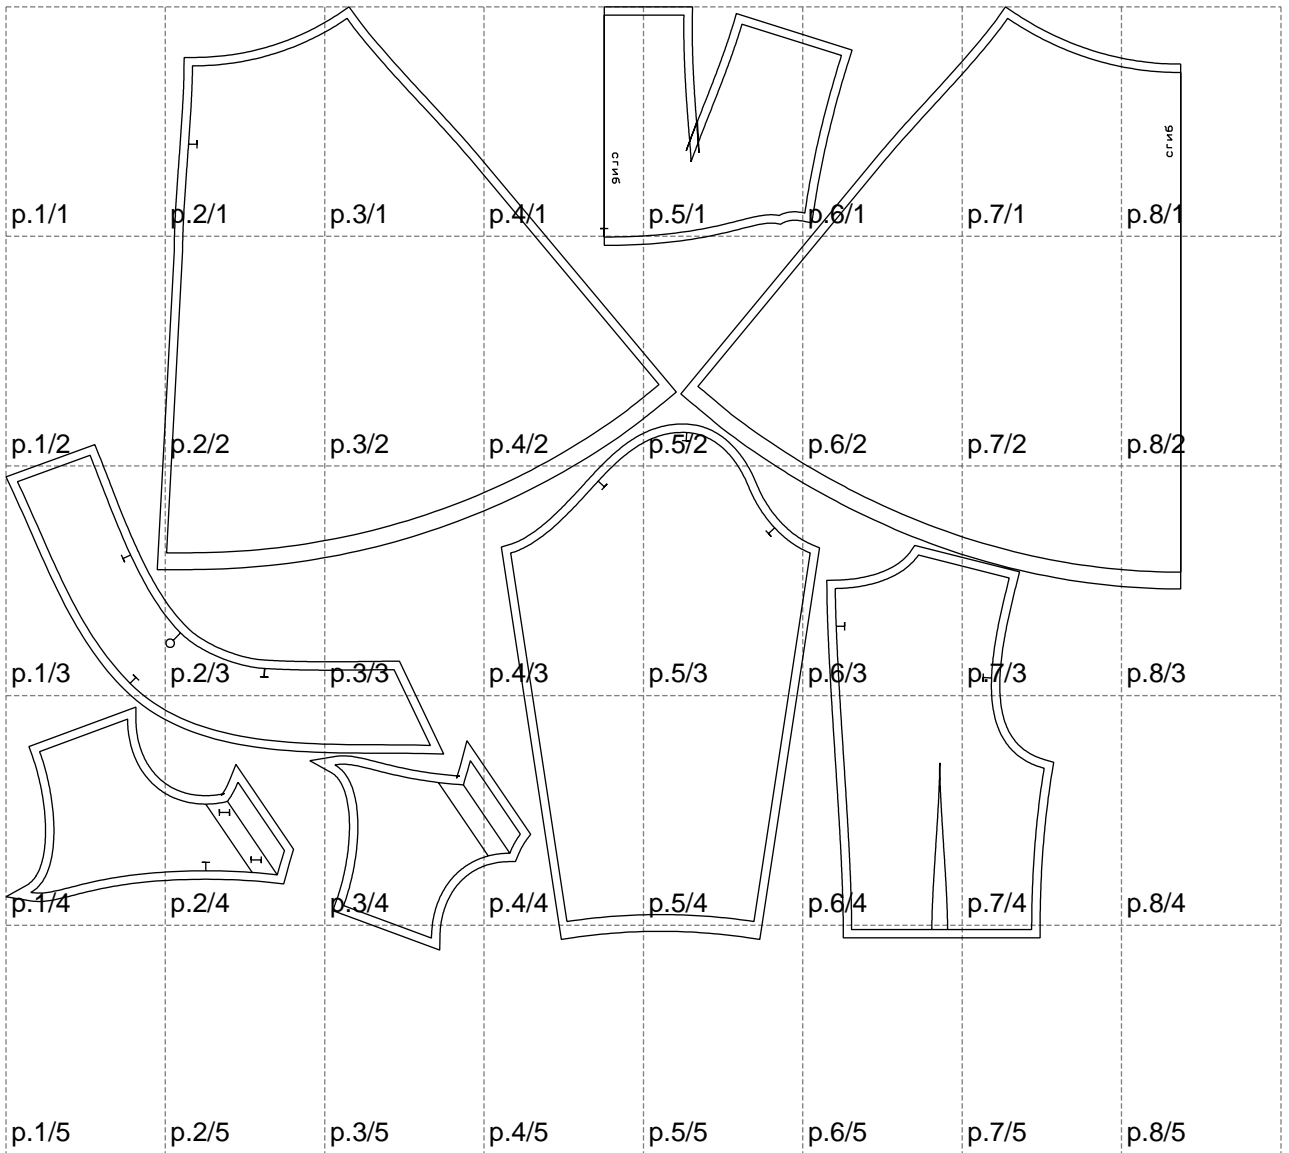 сгиб
сгиб
p.1/1 p.2/1 p.3/1 p.4/1 p.5/1 p.6/1 p.7/1 p.8/1
p.1/2 p.2/2 p.3/2 p.4/2 p.5/2 p.6/2 p.7/2 p.8/2
p.1/3 p.2/3 p.3/3 p.4/3 p.5/3 p.6/3 p.7/3 p.8/3
p.1/4 p.2/4 p.3/4 p.4/4 p.5/4 p.6/4 p.7/4 p.8/4
p.1/5 p.2/5 p.3/5 p.4/5 p.5/5 p.6/5 p.7/5 p.8/5